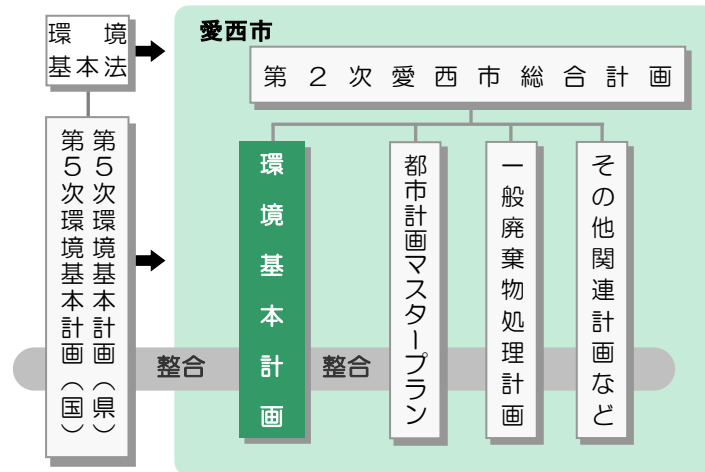 環境
基本法
第5次環境基本計画(県)
第5次環境基本計画(国)
愛西市
第2次愛西市総合計画
環境基本計画
都市計画マスタープラン
一般廃棄物処理計画
その他関連計画など
整合
整合